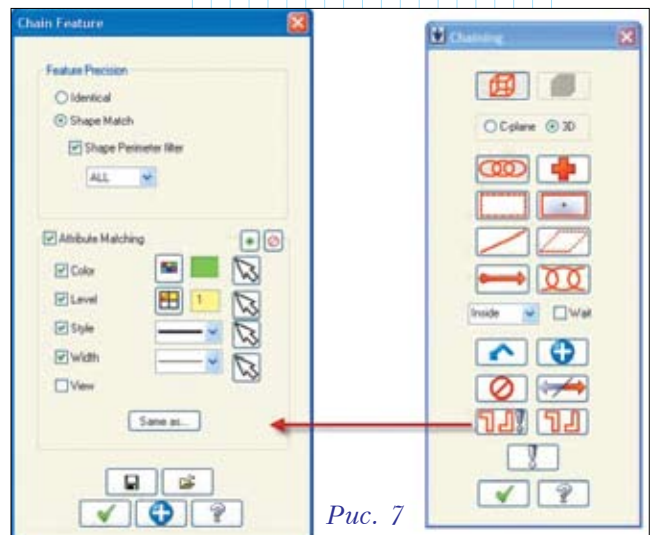 Chain Feature
Feature Precision
Identical
Shape Match
Shape Perimeter filter
ALL
Attribute Matching
Color
Level
1
Style
Width
View
Same as...
Chaining
C-plane
3D
Inside
Wait
Рис. 7